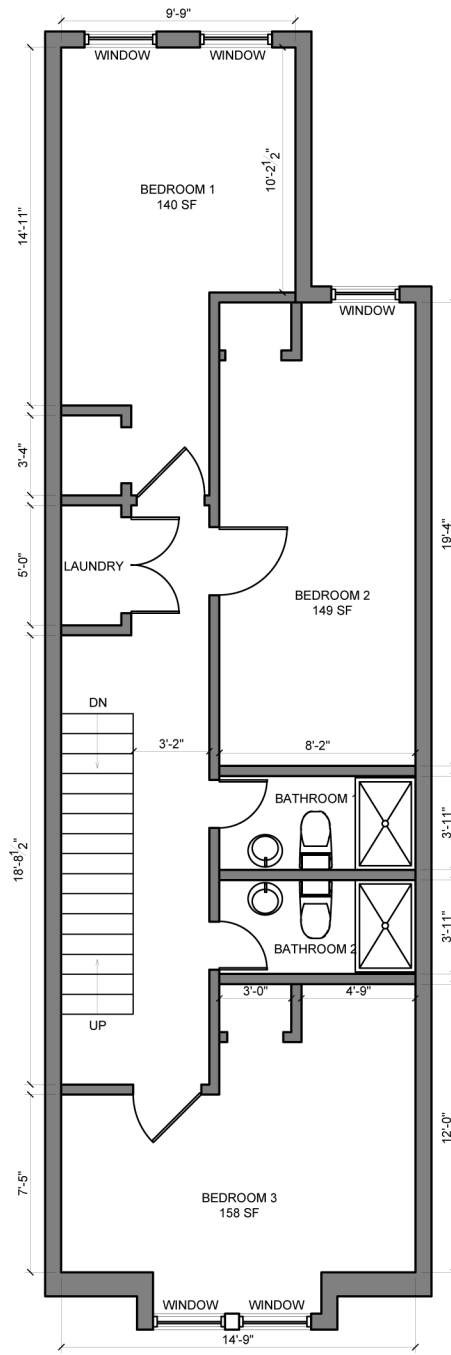 9'-9"
WINDOW
WINDOW
10'-2 1/2"
BEDROOM 1
140 SF
14'-11"
WINDOW
3'-4"
19'-4"
5'-0"
LAUNDRY
BEDROOM 2
149 SF
DN
3'-2"
8'-2"
BATHROOM 1
3'-11"
18'-8 1/2"
3'-11"
BATHROOM 2
3'-0"
4'-9"
UP
12'-0"
7'-5"
BEDROOM 3
158 SF
WINDOW
WINDOW
14'-9"